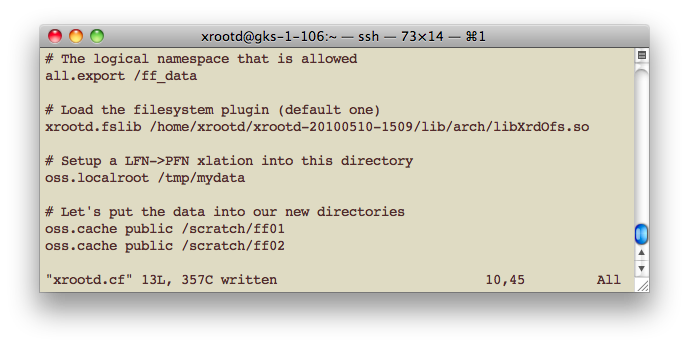 xrootd@gks-1-106:~ — ssh — 73×14 — ⌘1
# The logical namespace that is allowed
all.export /ff_data
# Load the filesystem plugin (default one)
xrootd.fslib /home/xrootd/xrootd-20100510-1509/lib/arch/libXrdOfs.so
# Setup a LFN->PFN xlation into this directory
oss.localroot /tmp/mydata
# Let's put the data into our new directories
oss.cache public /scratch/ff01
oss.cache public /scratch/ff02
"xrootd.cf" 13L, 357C written 10,45 All